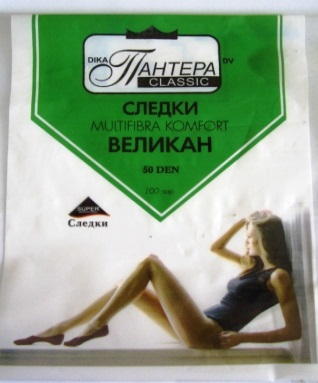 DIKA ПАНТЕРА DV
CLASSIC
СЛЕДКИ
MULTIFIBRA KOMFORT
ВЕЛИКАН
50 DEN
SUPER
Следки